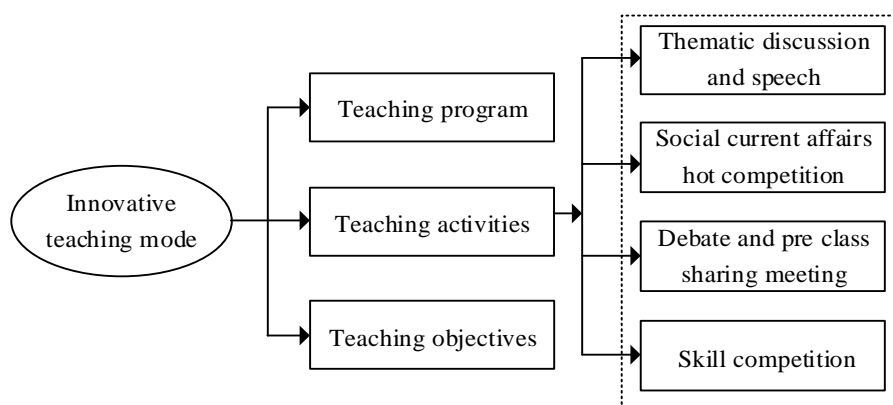 Innovative
teaching mode
Teaching program
Teaching activities
Teaching objectives
Thematic discussion
and speech
Social current affairs
hot competition
Debate and pre class
sharing meeting
Skill competition